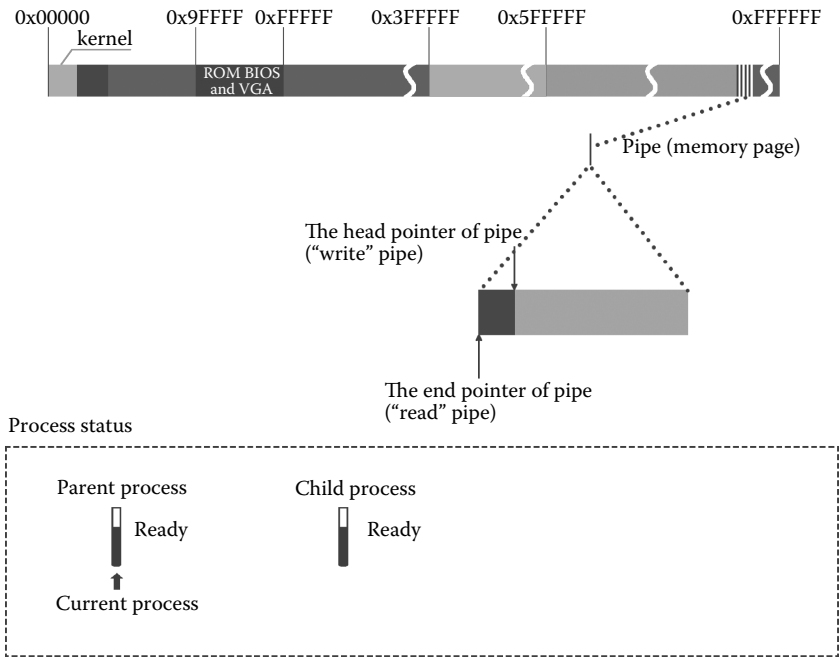 0x00000 0x9FFFF 0xFFFFF 0x3FFFFF 0x5FFFFF 0xFFFFFF
kernel
ROM BIOS
and VGA
Pipe (memory page)
The head pointer of pipe
(“write” pipe)
The end pointer of pipe
(“read” pipe)
Process status
Parent process Child process
Ready Ready
Current process